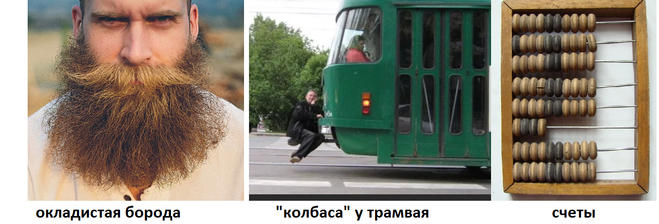 окладистая борода
"колбаса" у трамвая
счеты